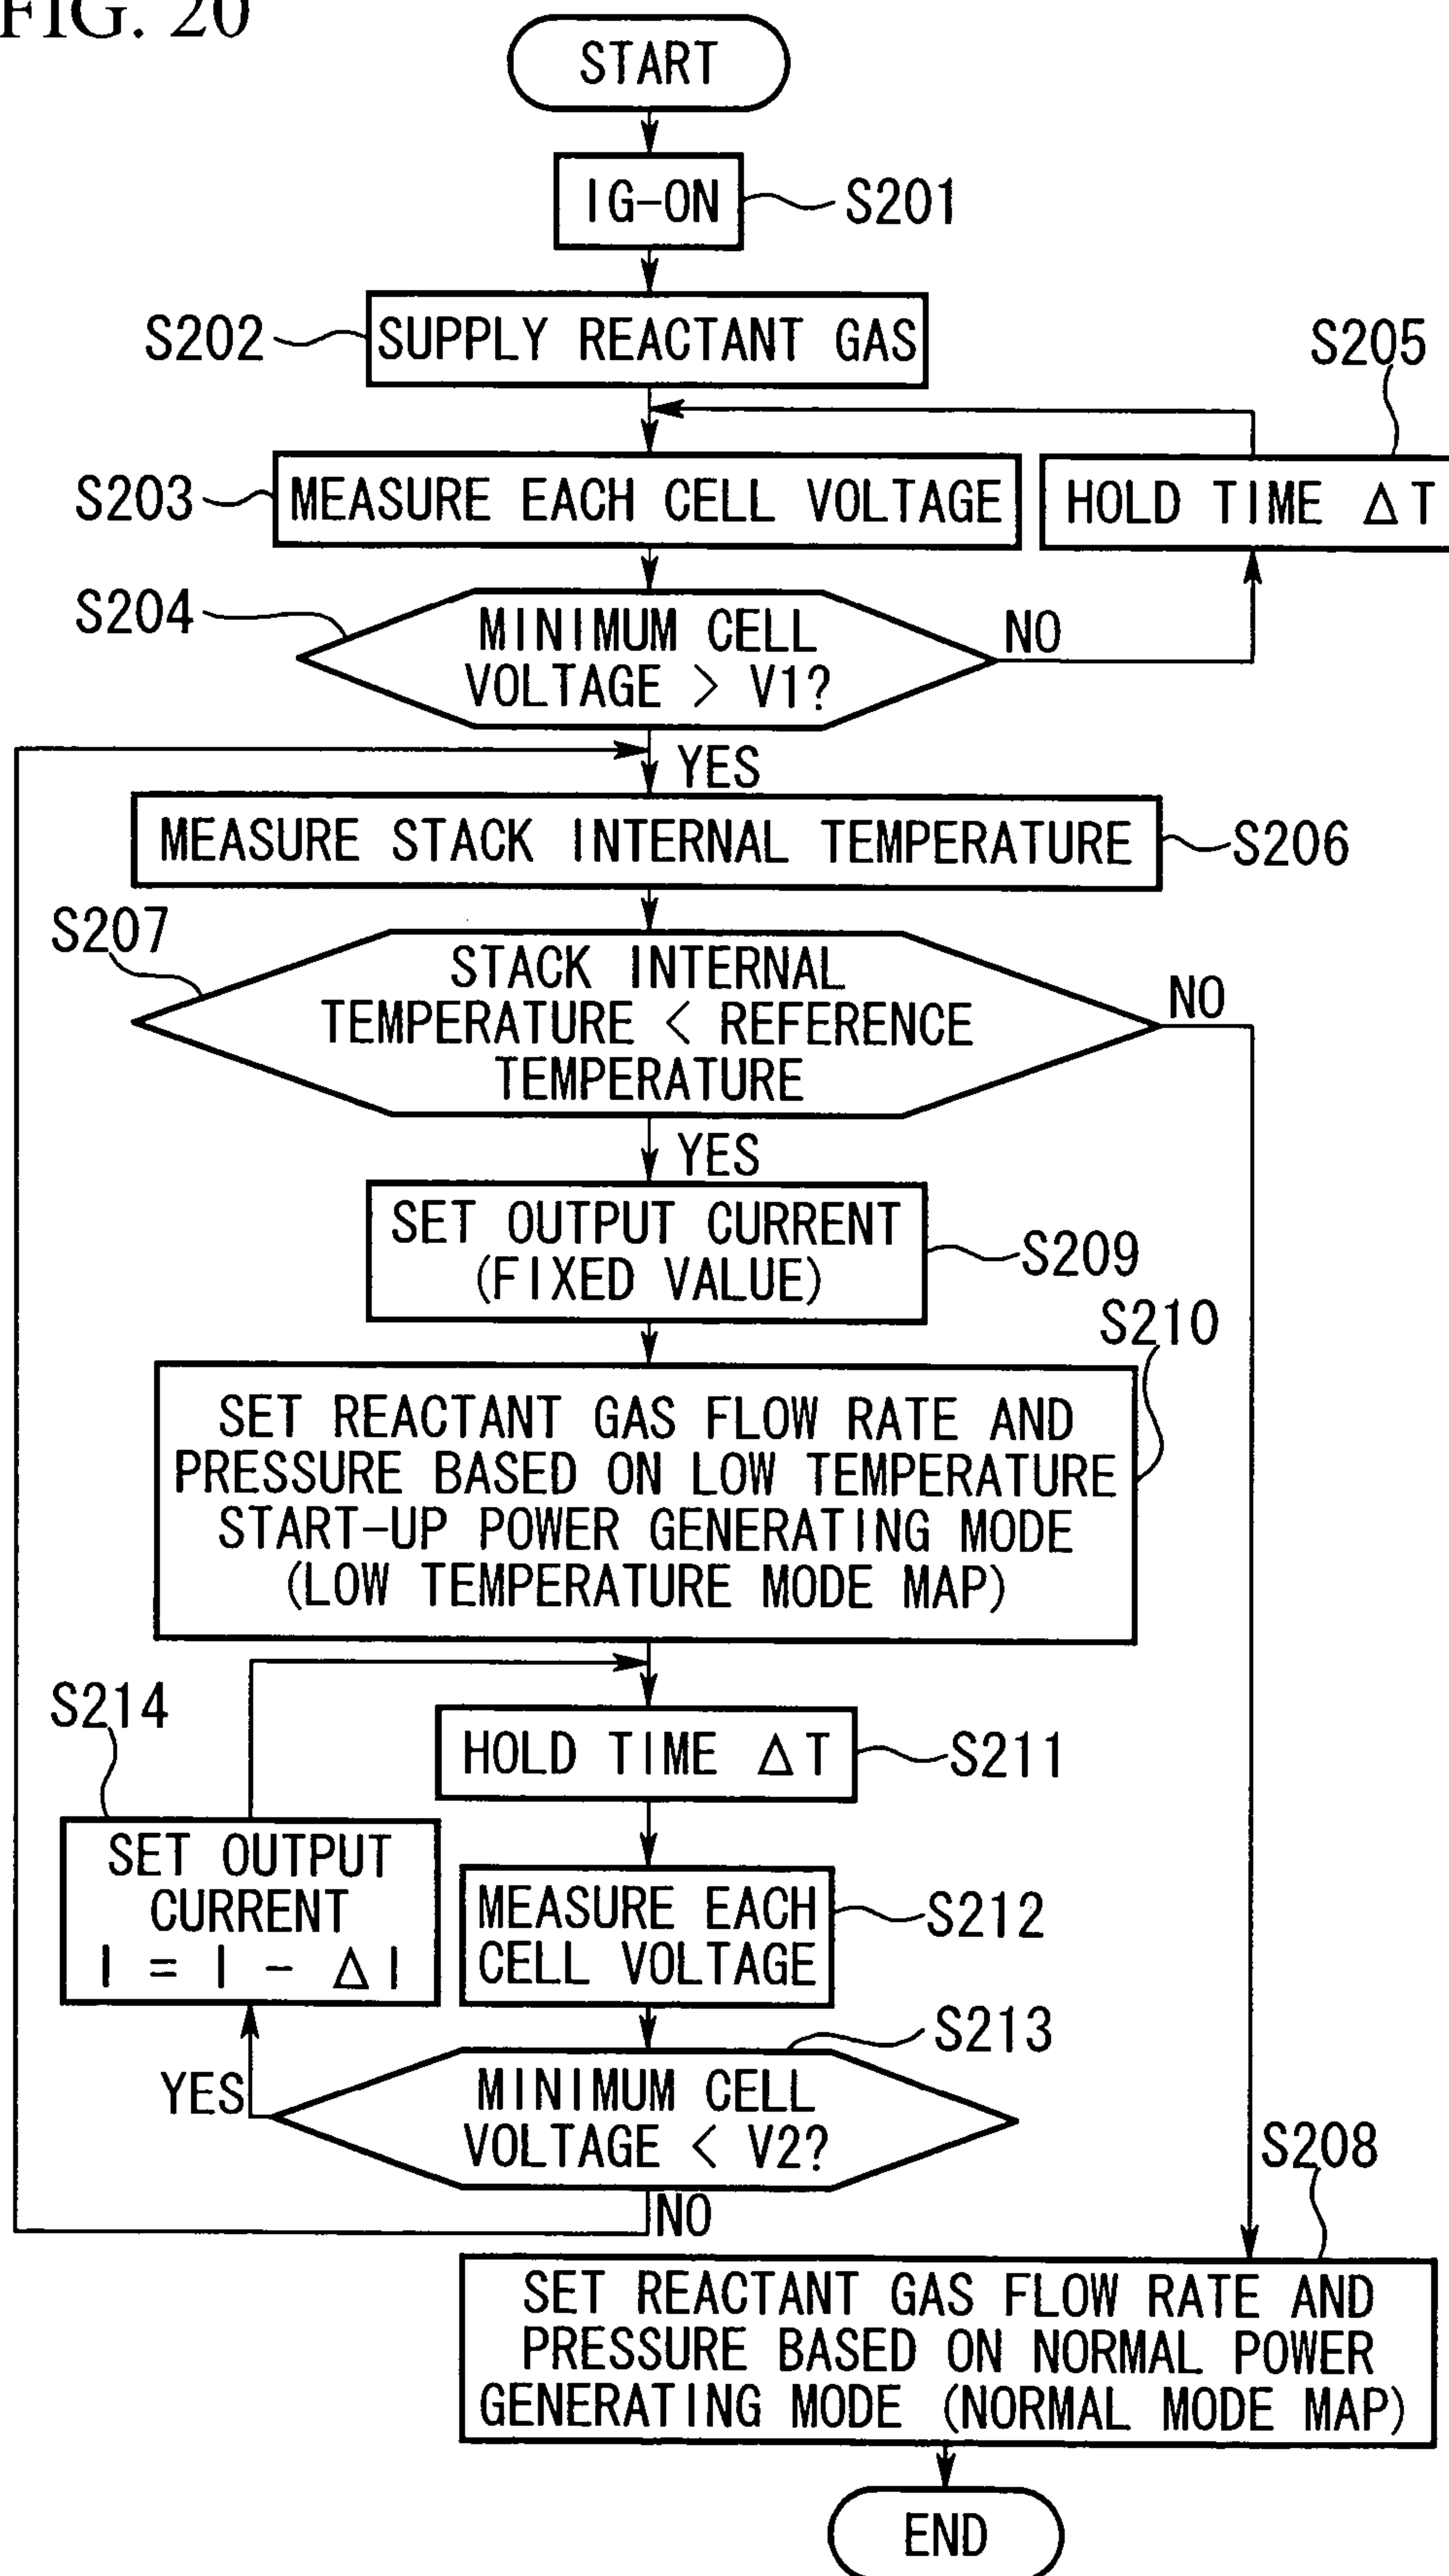 FIG. 20
START
IG-ON
S201
S202
SUPPLY REACTANT GAS
S205
S203
MEASURE EACH CELL VOLTAGE
HOLD TIME ΔT
S204
MINIMUM CELL
VOLTAGE > V1?
NO
YES
MEASURE STACK INTERNAL TEMPERATURE
S206
S207
STACK INTERNAL
TEMPERATURE < REFERENCE
TEMPERATURE
NO
YES
SET OUTPUT CURRENT
(FIXED VALUE)
S209
S210
SET REACTANT GAS FLOW RATE AND
PRESSURE BASED ON LOW TEMPERATURE
START-UP POWER GENERATING MODE
(LOW TEMPERATURE MODE MAP)
S214
HOLD TIME ΔT
S211
SET OUTPUT
CURRENT
I = I - ΔI
MEASURE EACH
CELL VOLTAGE
S212
S213
YES
MINIMUM CELL
VOLTAGE < V2?
NO
S208
SET REACTANT GAS FLOW RATE AND
PRESSURE BASED ON NORMAL POWER
GENERATING MODE (NORMAL MODE MAP)
END